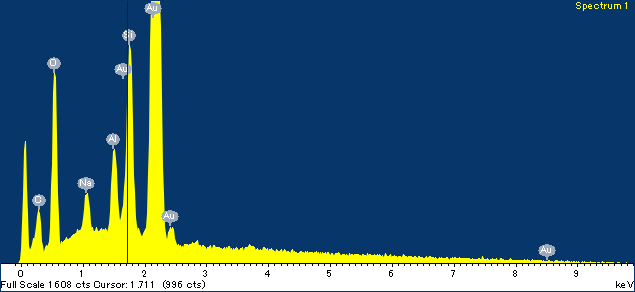 Spectrum 1
Au
Si
O
Au
Al
Na
C
Au
Au
0 1 2 3 4 5 6 7 8 9
Full Scale 1608 cts Cursor: 1.711 (996 cts) keV